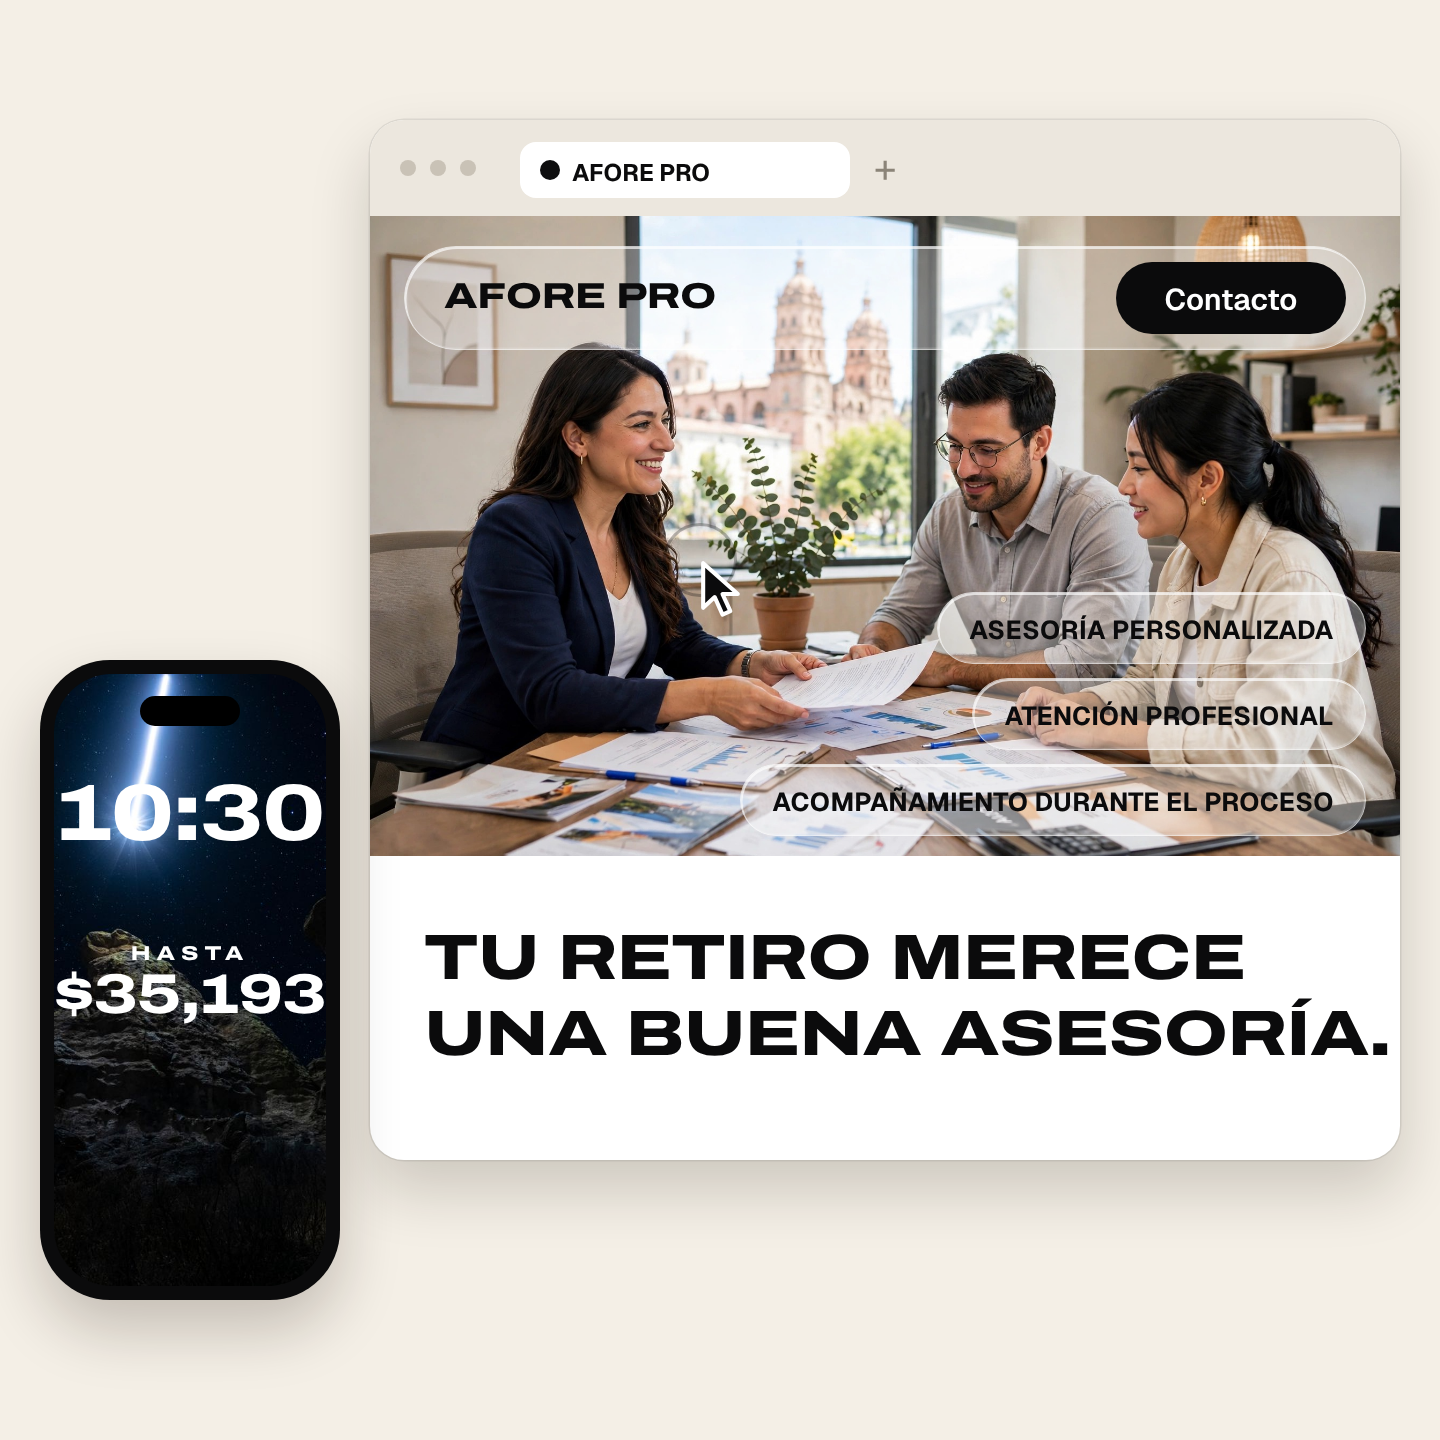 AFORE PRO
+
AFORE PRO
Contacto
ASESORÍA PERSONALIZADA
ATENCIÓN PROFESIONAL
ACOMPAÑAMIENTO DURANTE EL PROCESO
TU RETIRO MERECE
UNA BUENA ASESORÍA.
10:30
HASTA
$35,193